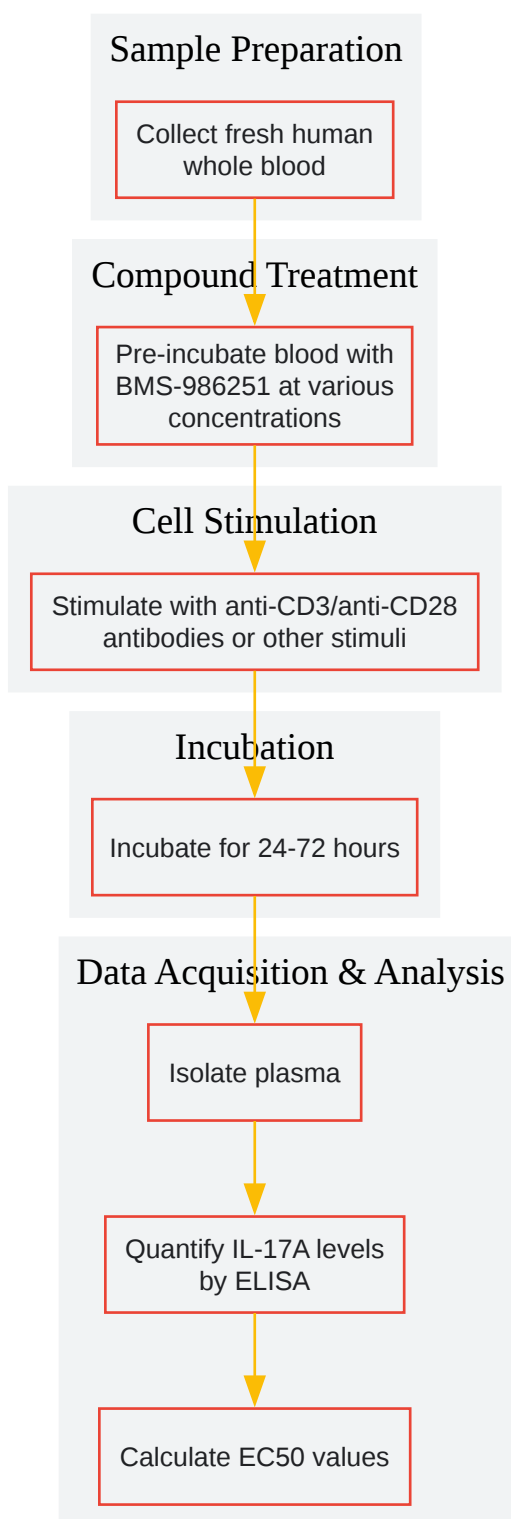 Sample Preparation
Collect fresh human
whole blood
Compound Treatment
Pre-incubate blood with
BMS-986251 at various
concentrations
Cell Stimulation
Stimulate with anti-CD3/anti-CD28
antibodies or other stimuli
Incubation
Incubate for 24-72 hours
Data Acquisition & Analysis
Isolate plasma
Quantify IL-17A levels
by ELISA
Calculate EC50 values